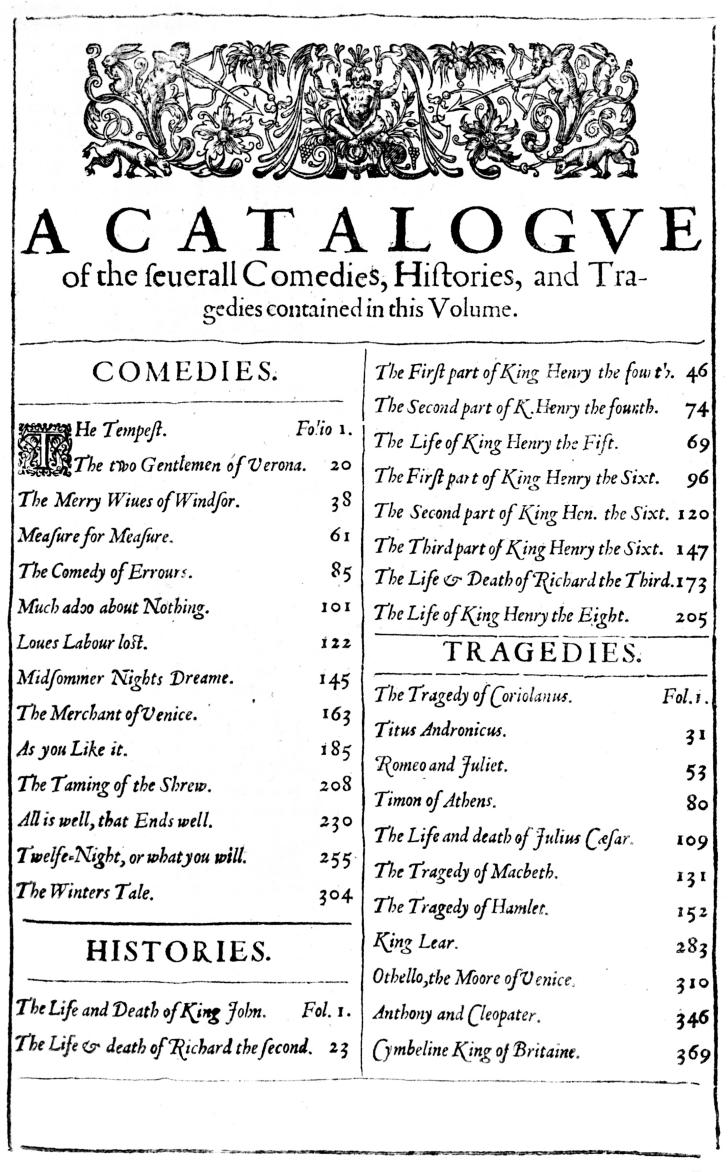 A CATALOGVE
of the ſeuerall Comedies, Hiſtories, and Tra-
gedies contained in this Volume.
COMEDIES.
THe Tempeſt. Folio 1.
The two Gentlemen of Verona. 20
The Merry Wiues of Windſor. 38
Meaſure for Meaſure. 61
The Comedy of Errours. 85
Much adoo about Nothing. 101
Loues Labour loſt. 122
Midſommer Nights Dreame. 145
The Merchant of Venice. 163
As you Like it. 185
The Taming of the Shrew. 208
All is well, that Ends well. 230
Twelfe-Night, or what you will. 255
The Winters Tale. 304
HISTORIES.
The Life and Death of King John. Fol. 1.
The Life & death of Richard the ſecond. 23
The Firſt part of King Henry the fourth. 46
The Second part of K. Henry the fourth. 74
The Life of King Henry the Fift. 69
The Firſt part of King Henry the Sixt. 96
The Second part of King Hen. the Sixt. 120
The Third part of King Henry the Sixt. 147
The Life & Death of Richard the Third. 173
The Life of King Henry the Eight. 205
TRAGEDIES.
The Tragedy of Coriolanus. Fol. 1.
Titus Andronicus. 31
Romeo and Juliet. 53
Timon of Athens. 80
The Life and death of Julius Cæſar. 109
The Tragedy of Macbeth. 131
The Tragedy of Hamlet. 152
King Lear. 283
Othello, the Moore of Venice. 310
Anthony and Cleopater. 346
Cymbeline King of Britaine. 369